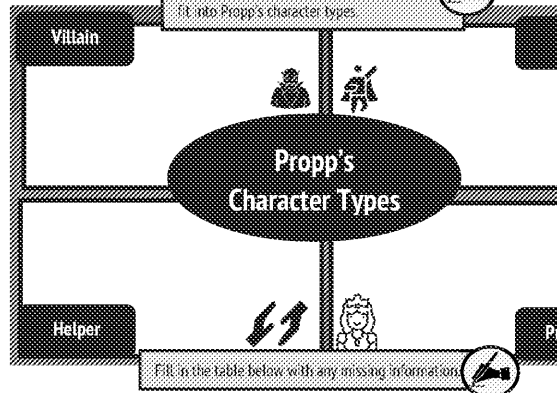 fit into Propp's character types.
Villain
Propp's
Character Types
Helper
Fill in the table below with any missing information.